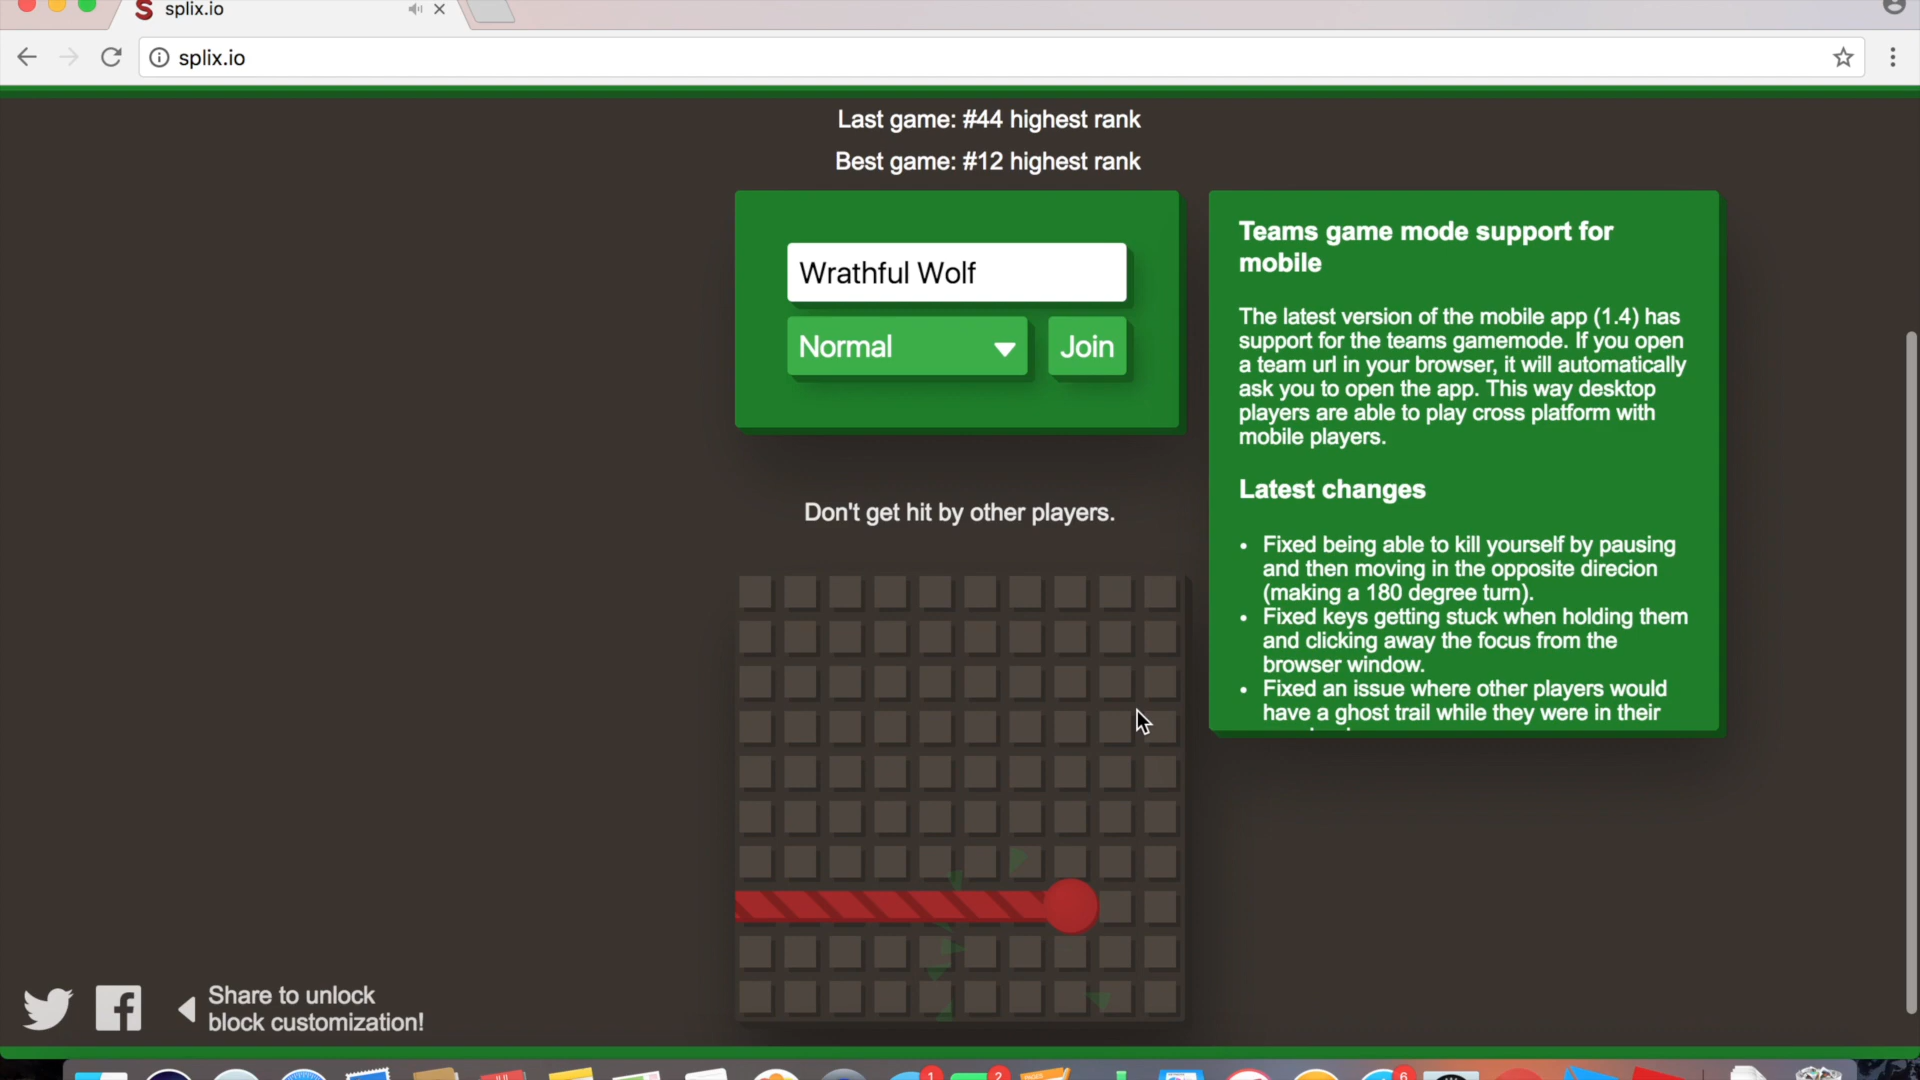 splix.io
splix.io
Last game: #44 highest rank
Best game: #12 highest rank
Wrathful Wolf
Normal
Join
Don't get hit by other players.
Teams game mode support for
mobile
The latest version of the mobile app (1.4) has
support for the teams gamemode. If you open
a team url in your browser, it will automatically
ask you to open the app. This way desktop
players are able to play cross platform with
mobile players.
Latest changes
• Fixed being able to kill yourself by pausing
and then moving in the opposite direcion
(making a 180 degree turn).
• Fixed keys getting stuck when holding them
and clicking away the focus from the
browser window.
• Fixed an issue where other players would
have a ghost trail while they were in their
Share to unlock
block customization!
1
2
6